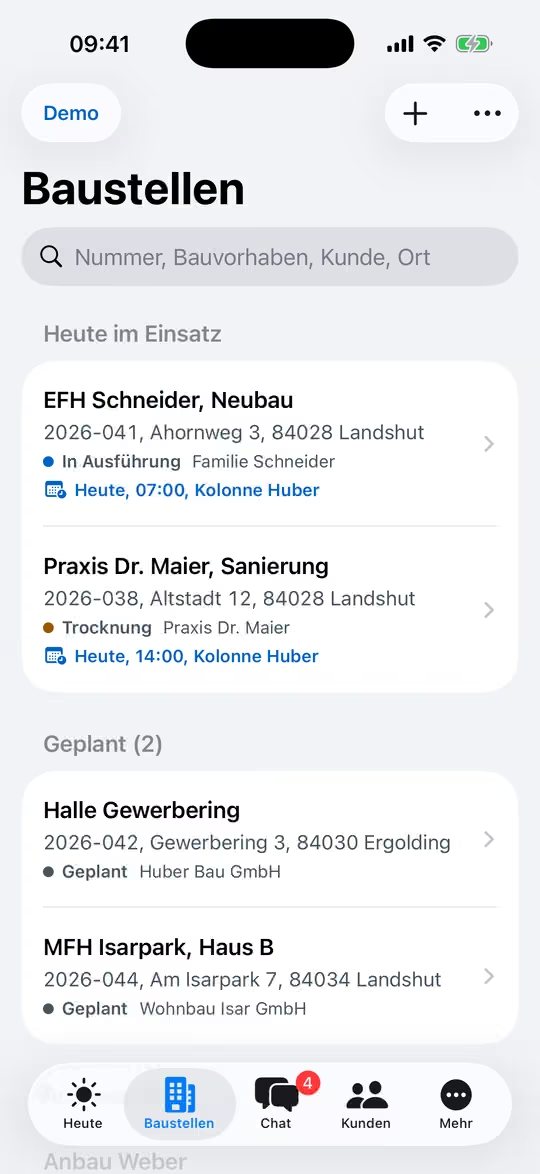 09:41
Demo
Baustellen
Nummer, Bauvorhaben, Kunde, Ort
Heute im Einsatz
EFH Schneider, Neubau
2026-041, Ahornweg 3, 84028 Landshut
In Ausführung Familie Schneider
Heute, 07:00, Kolonne Huber
Praxis Dr. Maier, Sanierung
2026-038, Altstadt 12, 84028 Landshut
Trocknung Praxis Dr. Maier
Heute, 14:00, Kolonne Huber
Geplant (2)
Halle Gewerbering
2026-042, Gewerbering 3, 84030 Ergolding
Geplant Huber Bau GmbH
MFH Isarpark, Haus B
2026-044, Am Isarpark 7, 84034 Landshut
Geplant Wohnbau Isar GmbH
4
Heute Baustellen Chat Kunden Mehr
Anbau Weber